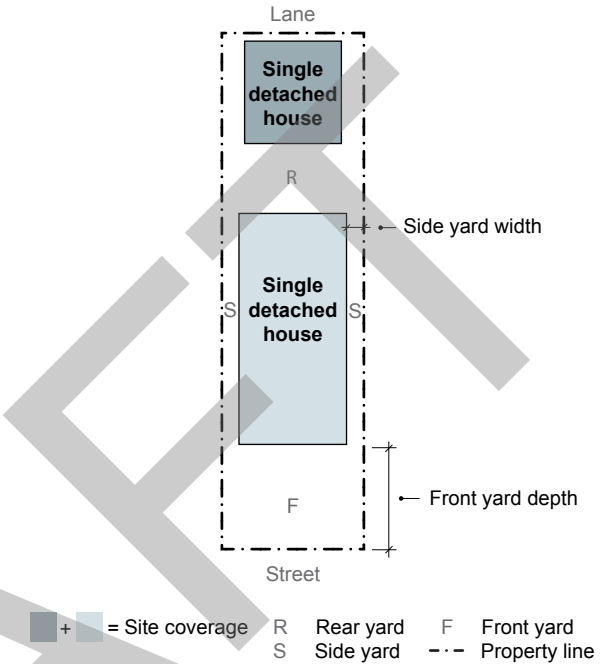 Lane
Single
detached
house
R
Side yard width
Single
detached
house
S
S
Front yard depth
F
Street
+ = Site coverage R Rear yard F Front yard
S Side yard Property line